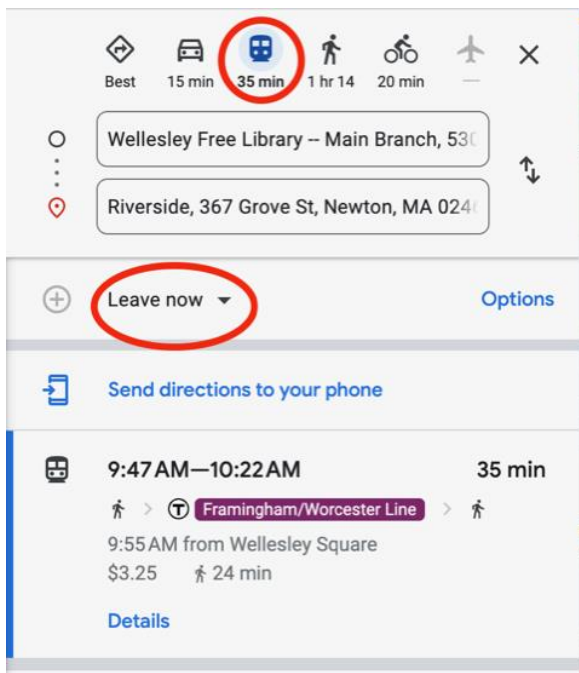 Best 15 min 35 min 1 hr 14 20 min —
Wellesley Free Library -- Main Branch, 530
Riverside, 367 Grove St, Newton, MA 024
Leave now Options
Send directions to your phone
9:47 AM—10:22 AM 35 min
T Framingham/Worcester Line
9:55 AM from Wellesley Square
$3.25 24 min
Details